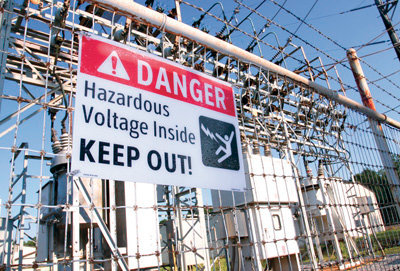 DANGER
Hazardous
Voltage Inside
KEEP OUT!